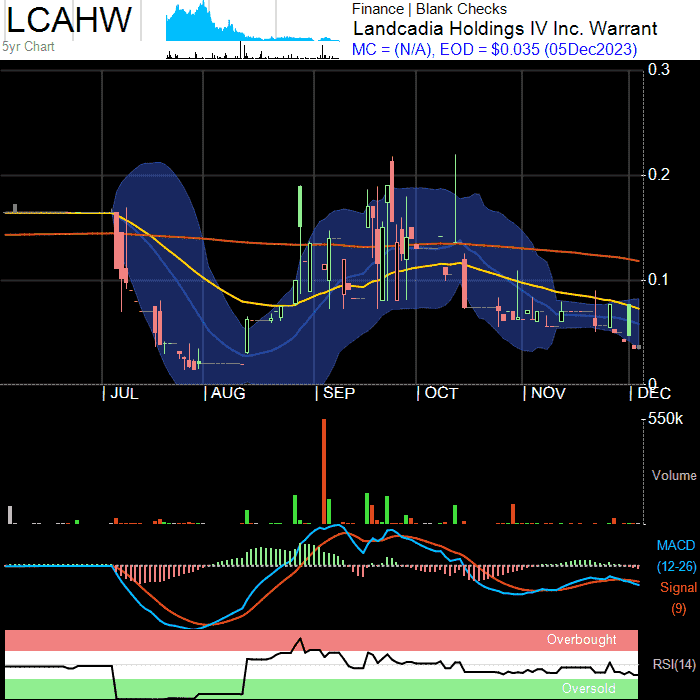 LCAHW
5yr Chart
Finance | Blank Checks
Landcadia Holdings IV Inc. Warrant
MC = (N/A), EOD = $0.035 (05Dec2023)
0.3
0.2
0.1
0
JUL AUG SEP OCT NOV DEC
550k
Volume
MACD
(12-26)
Signal
(9)
Overbought
RSI(14)
Oversold